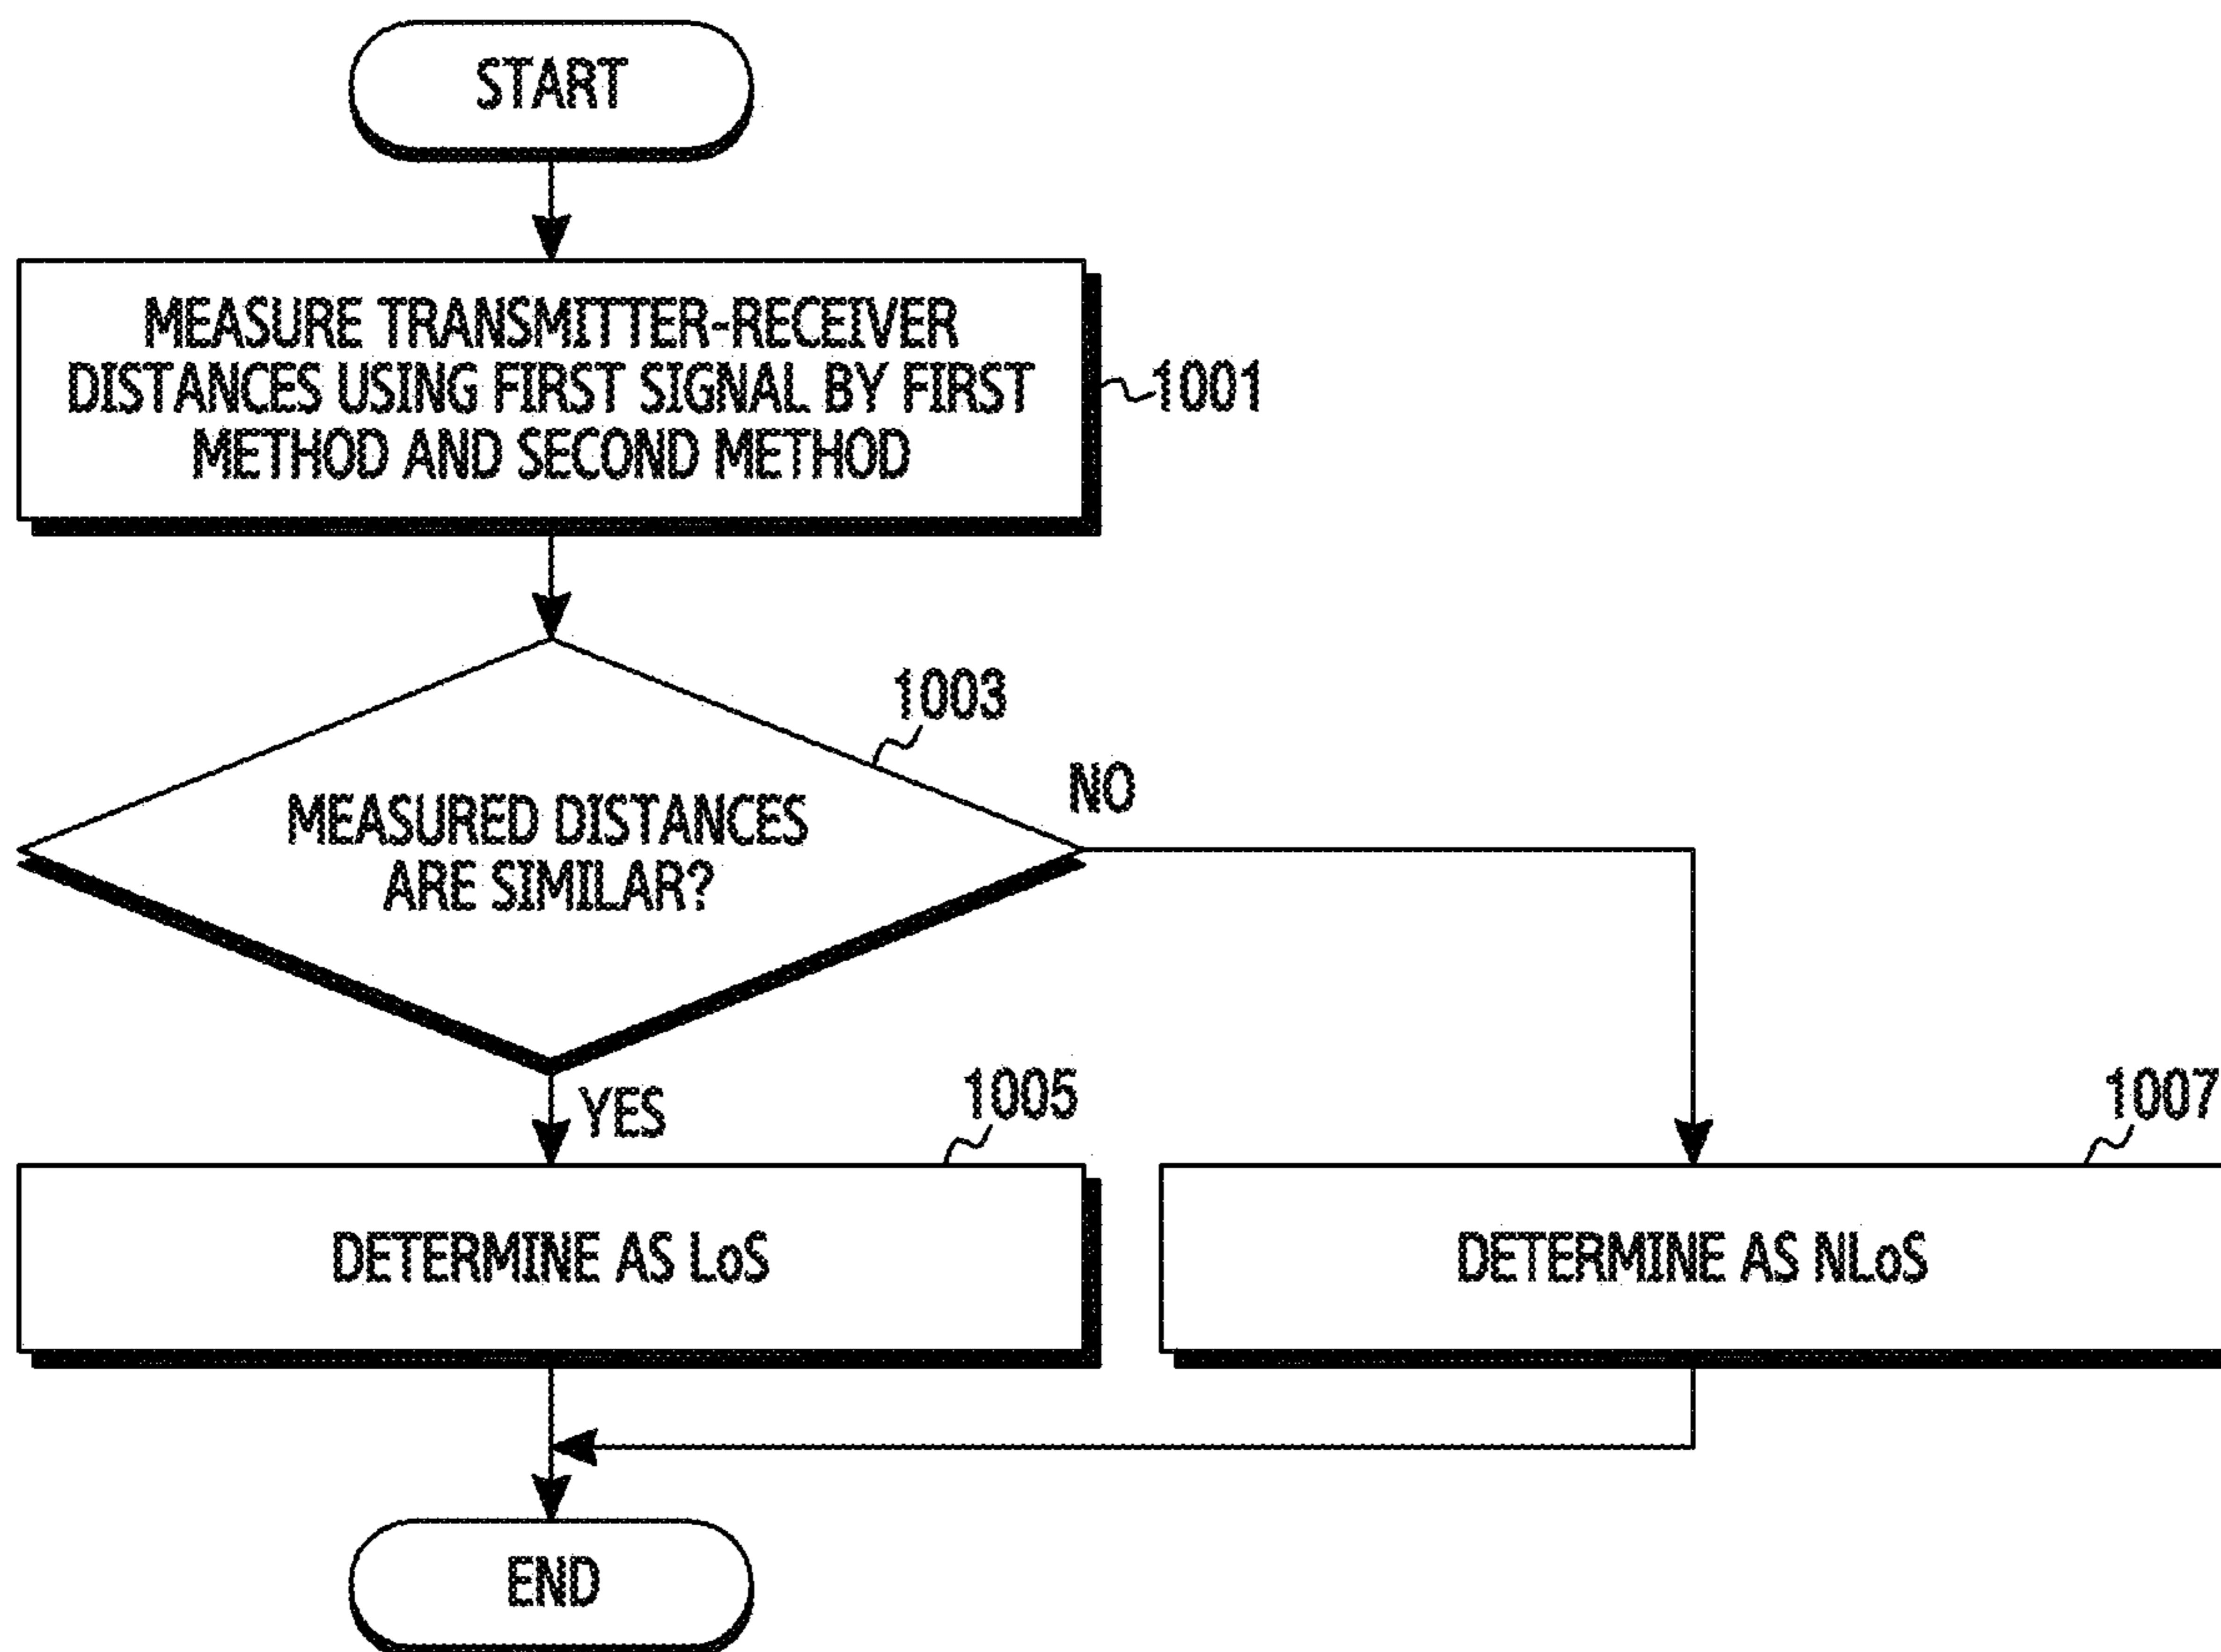 START
MEASURE TRANSMITTER-RECEIVER
DISTANCES USING FIRST SIGNAL BY FIRST
METHOD AND SECOND METHOD
1001
1003
MEASURED DISTANCES
ARE SIMILAR?
NO
YES
1005
1007
DETERMINE AS LoS
DETERMINE AS NLoS
END